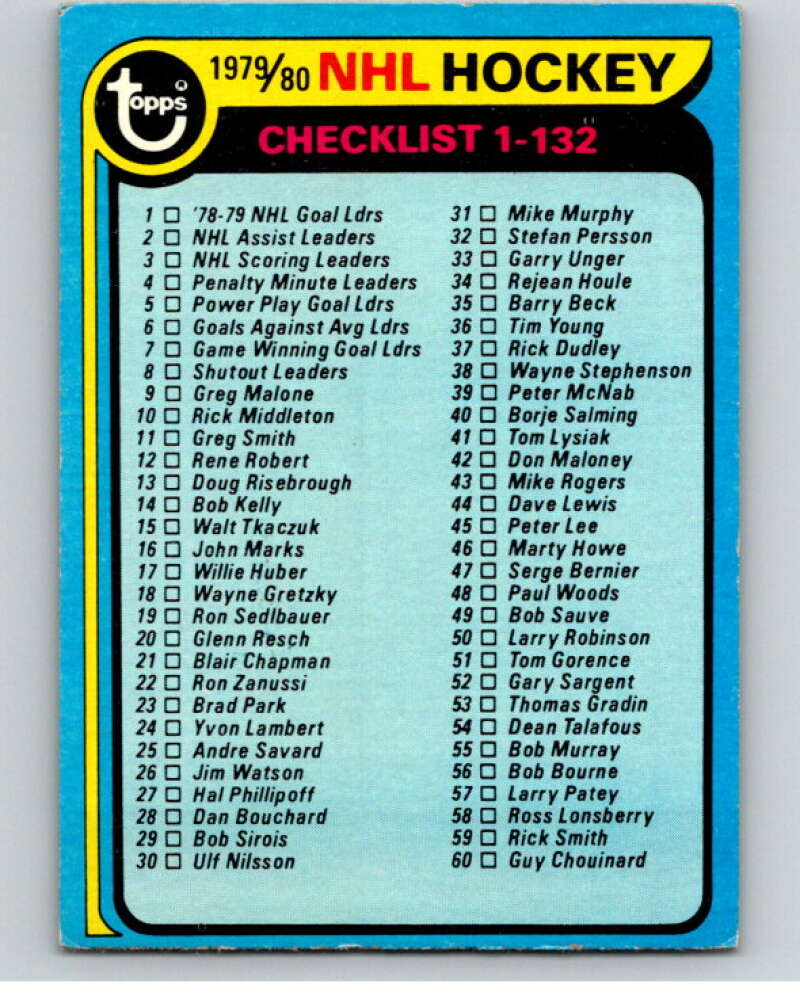 topps
1979/80 NHL HOCKEY
CHECKLIST 1-132
1 '78-79 NHL Goal Ldrs
2 NHL Assist Leaders
3 NHL Scoring Leaders
4 Penalty Minute Leaders
5 Power Play Goal Ldrs
6 Goals Against Avg Ldrs
7 Game Winning Goal Ldrs
8 Shutout Leaders
9 Greg Malone
10 Rick Middleton
11 Greg Smith
12 Rene Robert
13 Doug Risebrough
14 Bob Kelly
15 Walt Tkaczuk
16 John Marks
17 Willie Huber
18 Wayne Gretzky
19 Ron Sedlbauer
20 Glenn Resch
21 Blair Chapman
22 Ron Zanussi
23 Brad Park
24 Yvon Lambert
25 Andre Savard
26 Jim Watson
27 Hal Phillipoff
28 Dan Bouchard
29 Bob Sirois
30 Ulf Nilsson
31 Mike Murphy
32 Stefan Persson
33 Garry Unger
34 Rejean Houle
35 Barry Beck
36 Tim Young
37 Rick Dudley
38 Wayne Stephenson
39 Peter McNab
40 Borje Salming
41 Tom Lysiak
42 Don Maloney
43 Mike Rogers
44 Dave Lewis
45 Peter Lee
46 Marty Howe
47 Serge Bernier
48 Paul Woods
49 Bob Sauve
50 Larry Robinson
51 Tom Gorence
52 Gary Sargent
53 Thomas Gradin
54 Dean Talafous
55 Bob Murray
56 Bob Bourne
57 Larry Patey
58 Ross Lonsberry
59 Rick Smith
60 Guy Chouinard